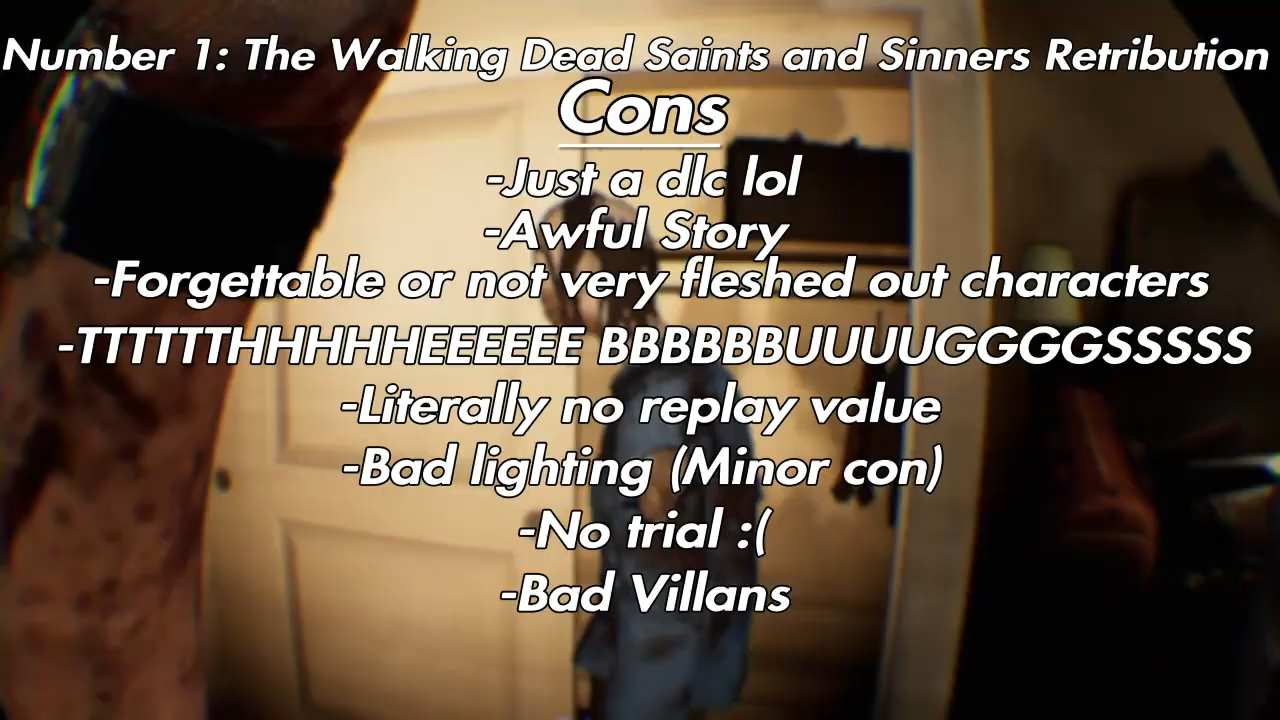 Number 1: The Walking Dead Saints and Sinners Retribution
Cons
-Just a dlc lol
-Awful Story
-Forgettable or not very fleshed out characters
-TTTTTTTHHHHHHEEEEEE BBBBBBUUUUGGGGSSSSS
-Literally no replay value
-Bad lighting (Minor con)
-No trial :(
-Bad Villans